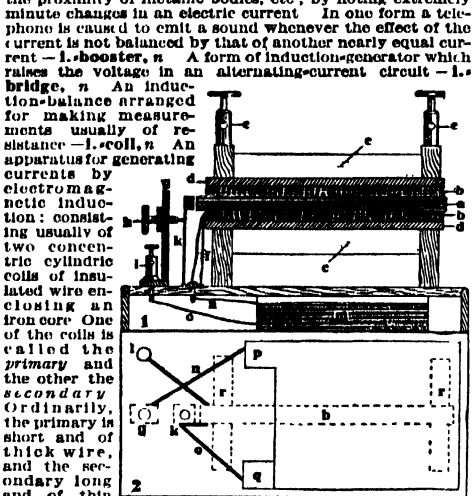 the proximity of metallic bodies, etc, by noting extremely
minute changes in an electric current   In one form a tele-
phone is caused to emit a sound whenever the effect of the
current is not balanced by that of another nearly equal cur-
rent — i.-booster, n   A form of induction-generator which
raises the voltage in an alternating-current circuit — i.-
bridge, n   An induc-
tion-balance arranged
for making measure-
ments usually of re-
sistance — i.-coil, n   An
apparatus for generating
currents by
electromag-
netic induc-
tion: consist-
ing usually of
two concen-
tric cylindric
coils of insu-
lated wire en-
closing an
iron core   One
of the coils is
called the
primary and
the other the
secondary
Ordinarily,
the primary is
short and of
thick wire,
and the sec-
ondary long
and of thin
e e
c
d b
a
b
d
h k
l f
c
n
o
1
l n p
r r
g k b
o
q
2